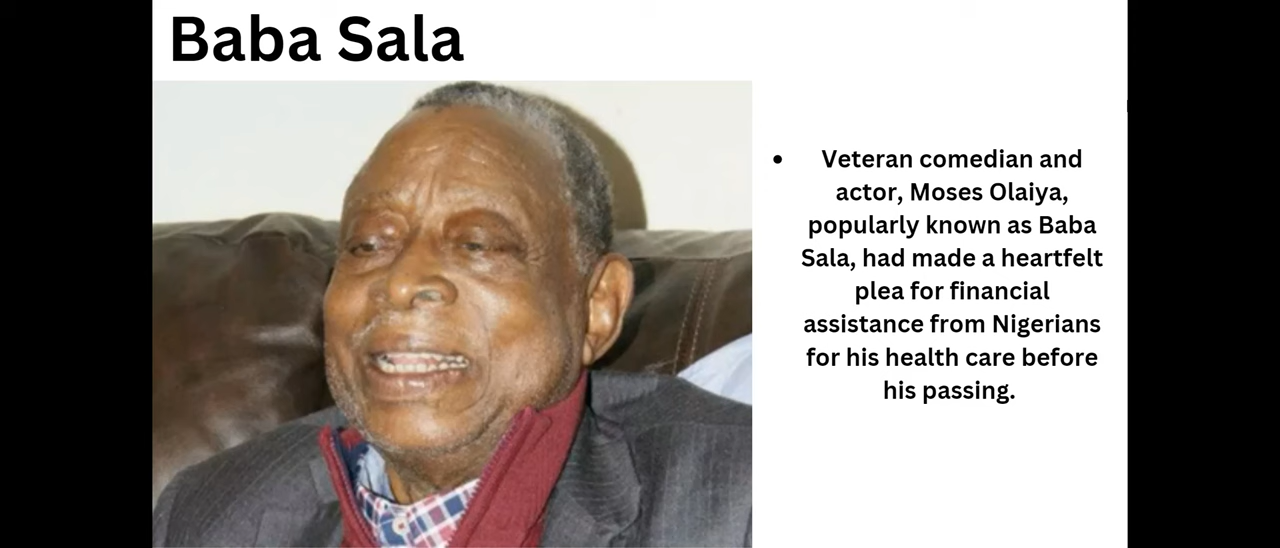 Baba Sala
• Veteran comedian and
actor, Moses Olaiya,
popularly known as Baba
Sala, had made a heartfelt
plea for financial
assistance from Nigerians
for his health care before
his passing.